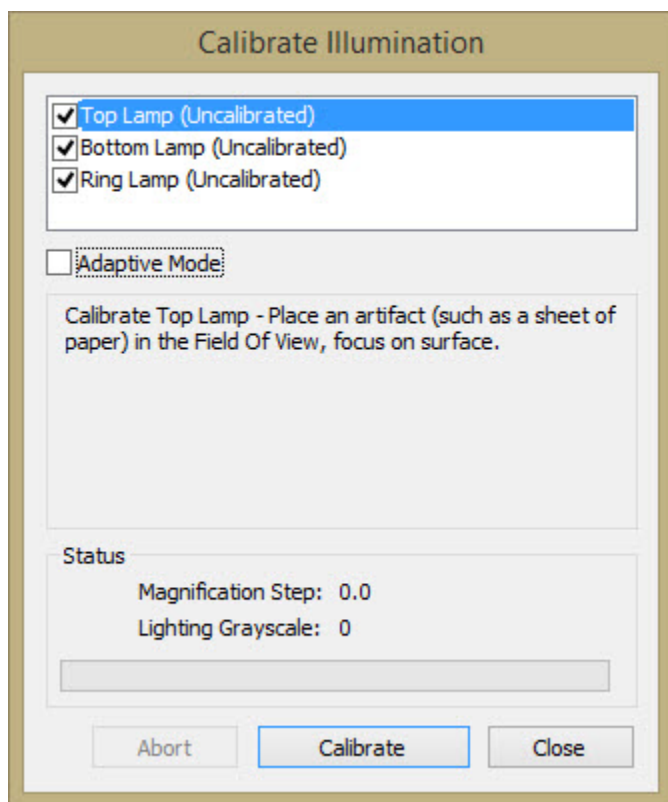 Calibrate Illumination
Top Lamp (Uncalibrated)
Bottom Lamp (Uncalibrated)
Ring Lamp (Uncalibrated)
Adaptive Mode
Calibrate Top Lamp - Place an artifact (such as a sheet of
paper) in the Field Of View, focus on surface.
Status
Magnification Step: 0.0
Lighting Grayscale: 0
Abort Calibrate Close